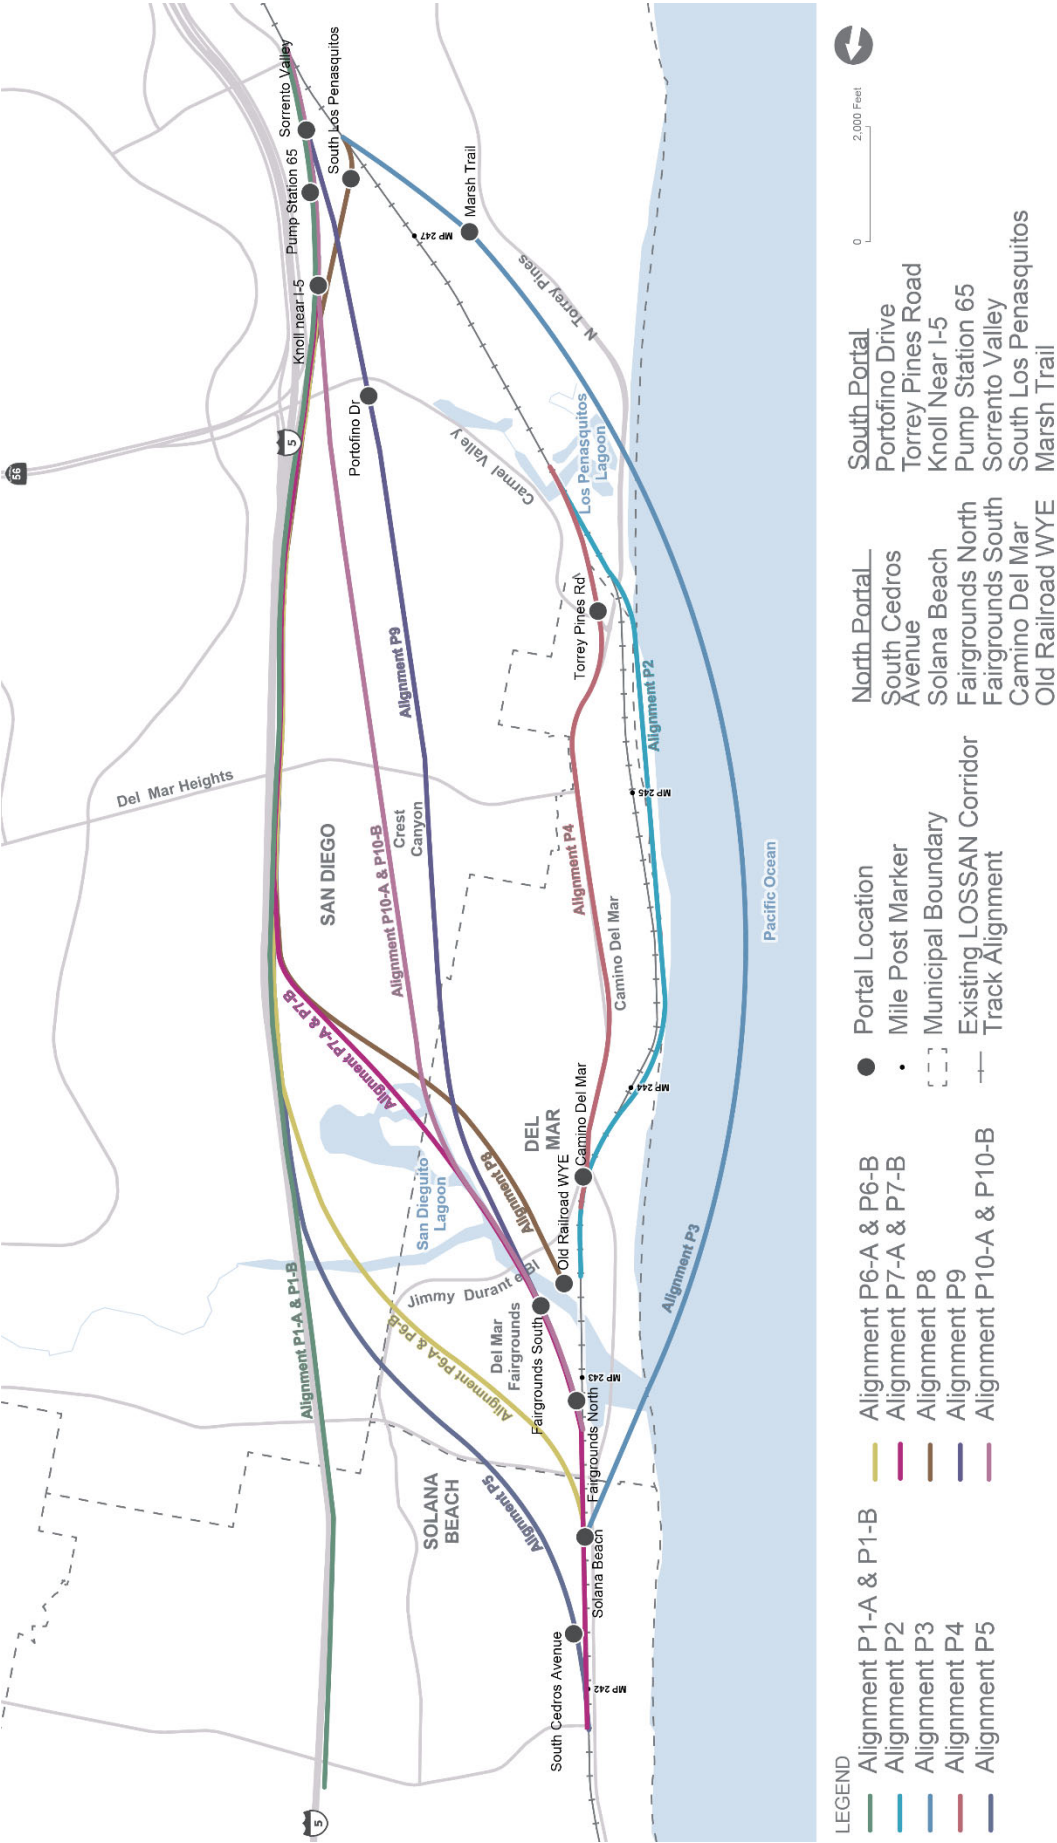 5
56
5
Sorrento Valley
South Los Penasquitos
Pump Station 65
Knoll near I-5
Marsh Trail
MP 247
N Torrey Pines
Portofino Dr
Carmel Valley
Los Penasquitos
Lagoon
Torrey Pines Rd
Alignment P9
Alignment P2
Del Mar Heights
MP 245
SAN DIEGO
Crest
Canyon
Alignment P10-A & P10-B
Alignment P4
Camino Del Mar
Pacific Ocean
Alignment P7-A & P7-B
MP 244
DEL
MAR
Camino Del Mar
San Dieguito
Lagoon
Alignment P8
Old Railroad WYE
Jimmy Durante Bl
Alignment P3
Alignment P1-A & P1-B
Alignment P6-A & P6-B
Del Mar
Fairgrounds
Fairgrounds South
MP 243
Fairgrounds North
SOLANA
BEACH
Alignment P5
Solana Beach
South Cedros Avenue
MP 242
LEGEND
Alignment P1-A & P1-B
Alignment P2
Alignment P3
Alignment P4
Alignment P5
Alignment P6-A & P6-B
Alignment P7-A & P7-B
Alignment P8
Alignment P9
Alignment P10-A & P10-B
Portal Location
Mile Post Marker
Municipal Boundary
Existing LOSSAN Corridor
Track Alignment
North Portal
South Cedros
Avenue
Solana Beach
Fairgrounds North
Fairgrounds South
Camino Del Mar
Old Railroad WYE
South Portal
Portofino Drive
Torrey Pines Road
Knoll Near I-5
Pump Station 65
Sorrento Valley
South Los Penasquitos
Marsh Trail
0 2,000 Feet